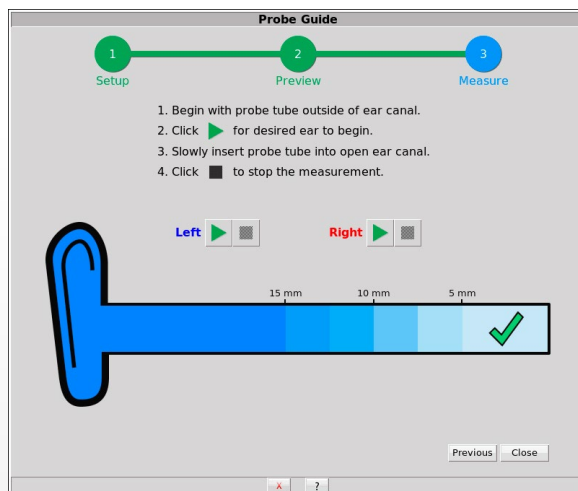 Probe Guide
1 2 3
Setup Preview Measure
1. Begin with probe tube outside of ear canal.
2. Click for desired ear to begin.
3. Slowly insert probe tube into open ear canal.
4. Click to stop the measurement.
Left Right
15 mm 10 mm 5 mm
Previous Close
X ?